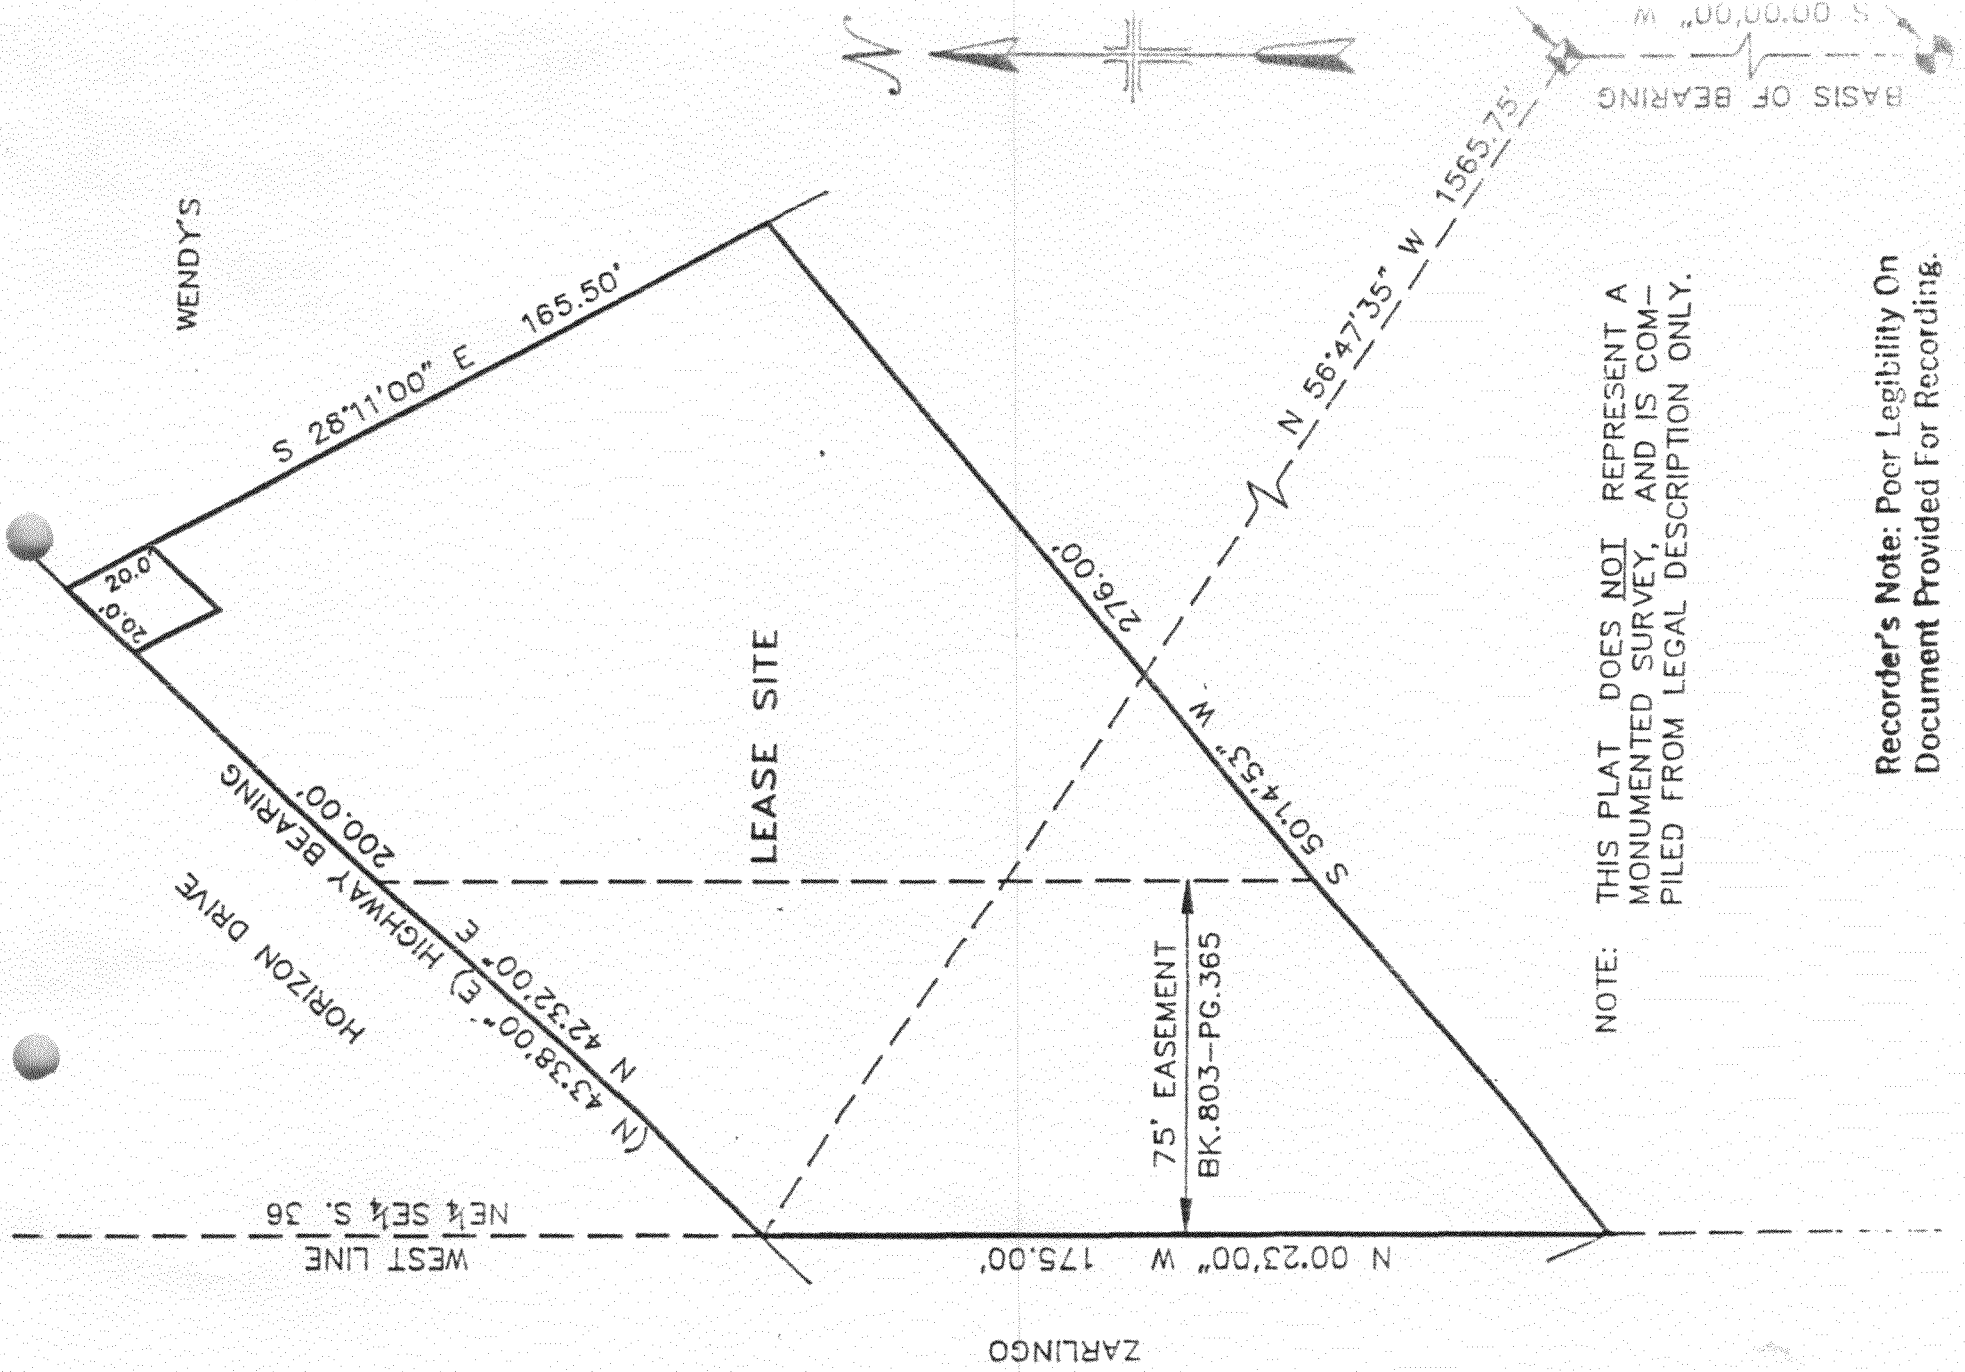 WENDY'S
S 28°11'00" E 165.50'
20.0'
20.0'
HORIZON DRIVE
(N 43°38'00" E) HIGHWAY BEARING
N 42°32'00" E 200.00'
WEST LINE
NE¼ SE¼ S. 36
LEASE SITE
N
276.00'
S 50°14'53" W
N 56°47'35" W 1565.75'
75' EASEMENT
BK.803-PG.365
N 00°23'00" W 175.00'
ZARLINGO
BASIS OF BEARING
S 00°00'00" W
NOTE: THIS PLAT DOES NOT REPRESENT A
MONUMENTED SURVEY, AND IS COM-
PILED FROM LEGAL DESCRIPTION ONLY.
Recorder's Note: Poor Legibility On
Document Provided For Recording.